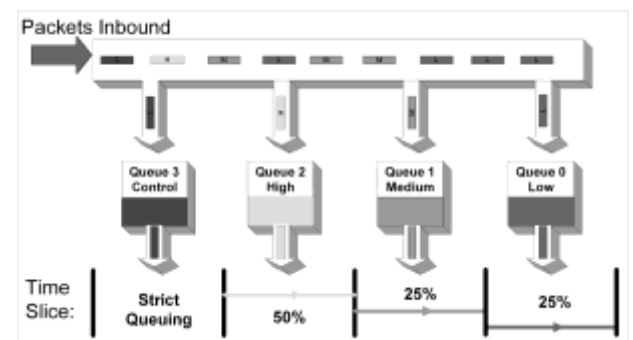 Packets Inbound
Queue 3
Control
Queue 2
High
Queue 1
Medium
Queue 0
Low
Time
Slice:
Strict
Queuing
50%
25%
25%